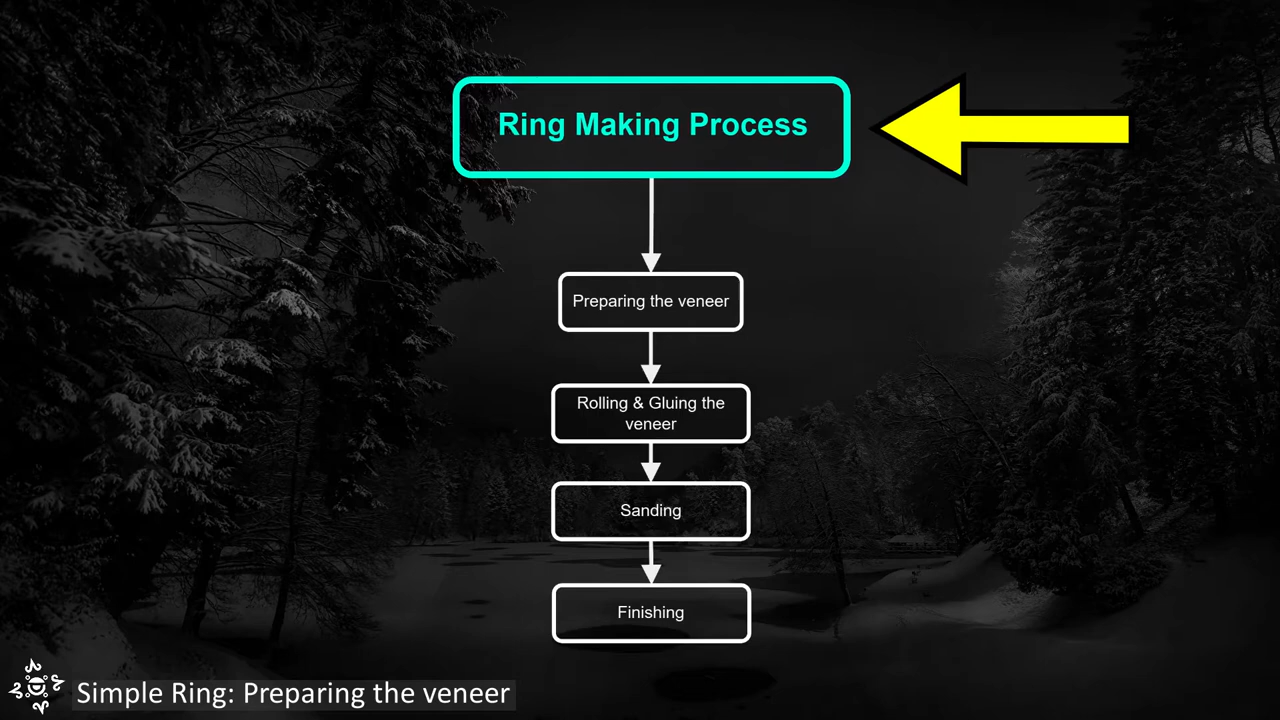 Ring Making Process
Preparing the veneer
Rolling & Gluing the
veneer
Sanding
Finishing
Simple Ring: Preparing the veneer